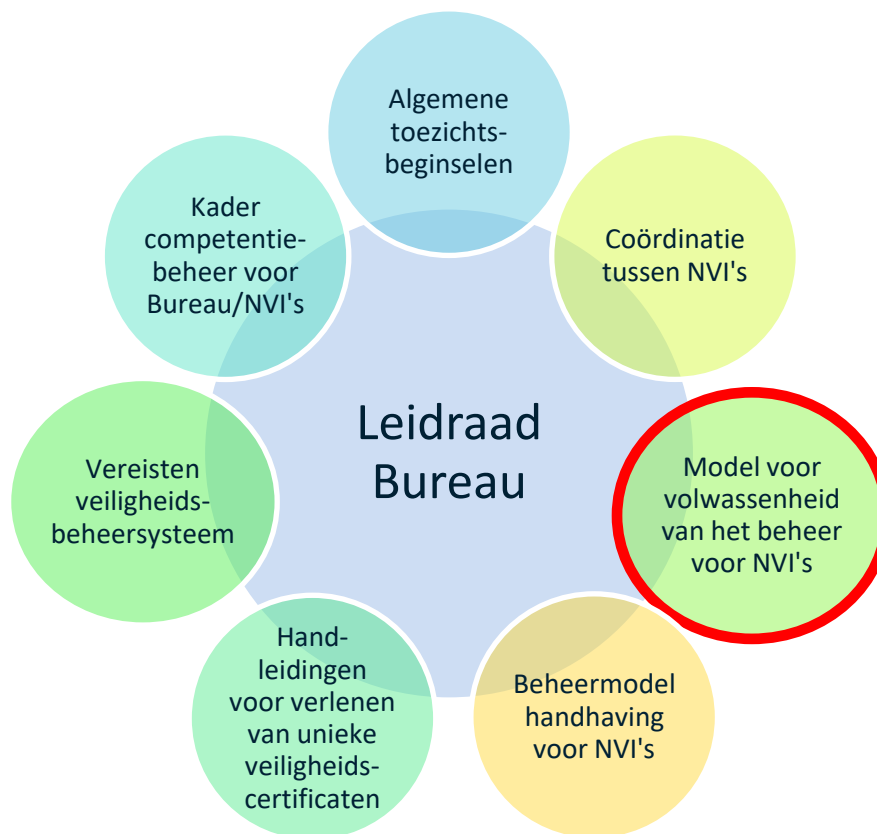 Algemene
toezichts-
beginselen
Coördinatie
tussen NVI's
Model voor
volwassenheid
van het beheer
voor NVI's
Beheermodel
handhaving
voor NVI's
Hand-
leidingen
voor verlenen
van unieke
veiligheids-
certificaten
Vereisten
veiligheids-
beheersysteem
Kader
competentie-
beheer voor
Bureau/NVI's
Leidraad
Bureau